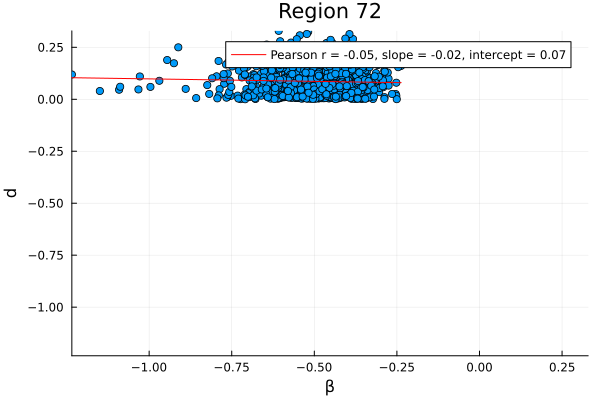 Region 72
Pearson r = -0.05, slope = -0.02, intercept = 0.07
0.25
0.00
−0.25
−0.50
−0.75
−1.00
d
−1.00 −0.75 −0.50 −0.25 0.00 0.25
β